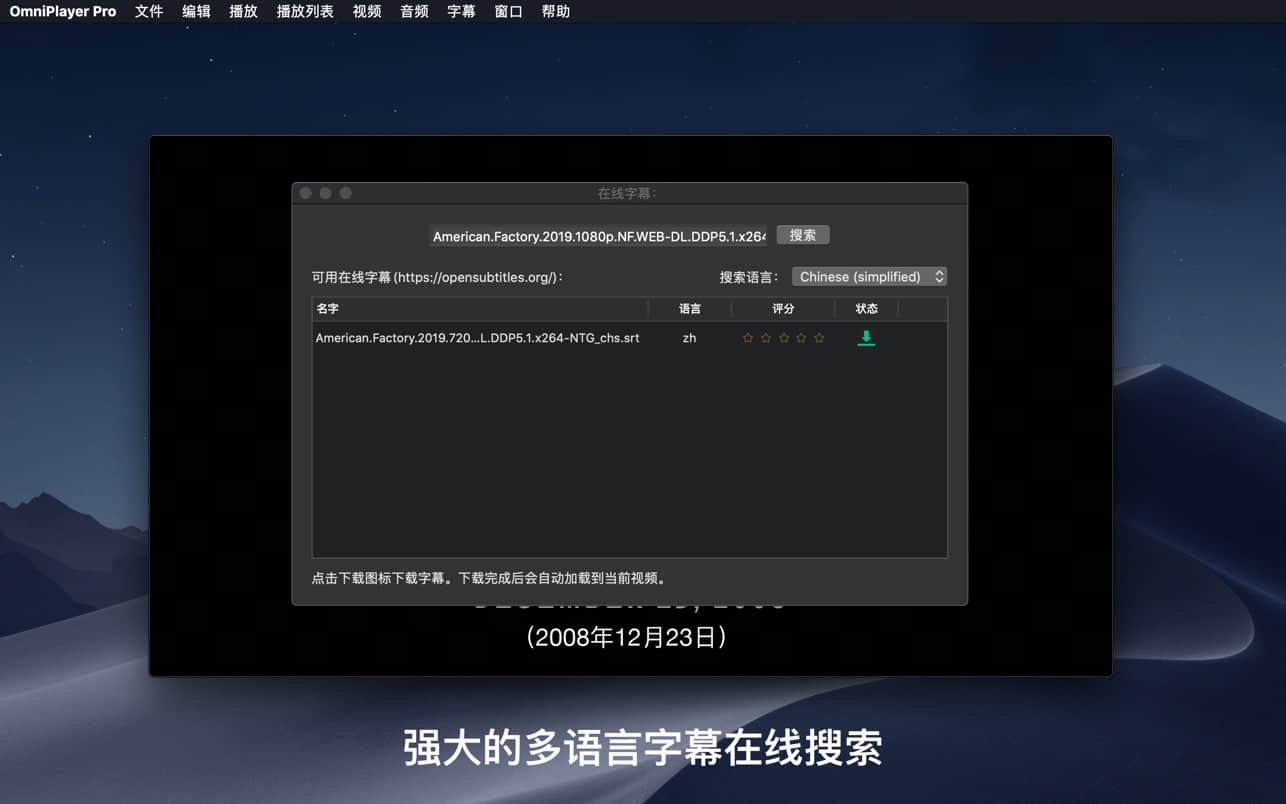 OmniPlayer Pro 文件 编辑 播放 播放列表 视频 音频 字幕 窗口 帮助
在线字幕:
American.Factory.2019.1080p.NF.WEB-DL.DDP5.1.x264 搜索
可用在线字幕(https://opensubtitles.org/): 搜索语言: Chinese (simplified)
名字 语言 评分 状态
American.Factory.2019.720...L.DDP5.1.x264-NTG_chs.srt zh
点击下载图标下载字幕。下载完成后会自动加载到当前视频。
(2008年12月23日)
强大的多语言字幕在线搜索